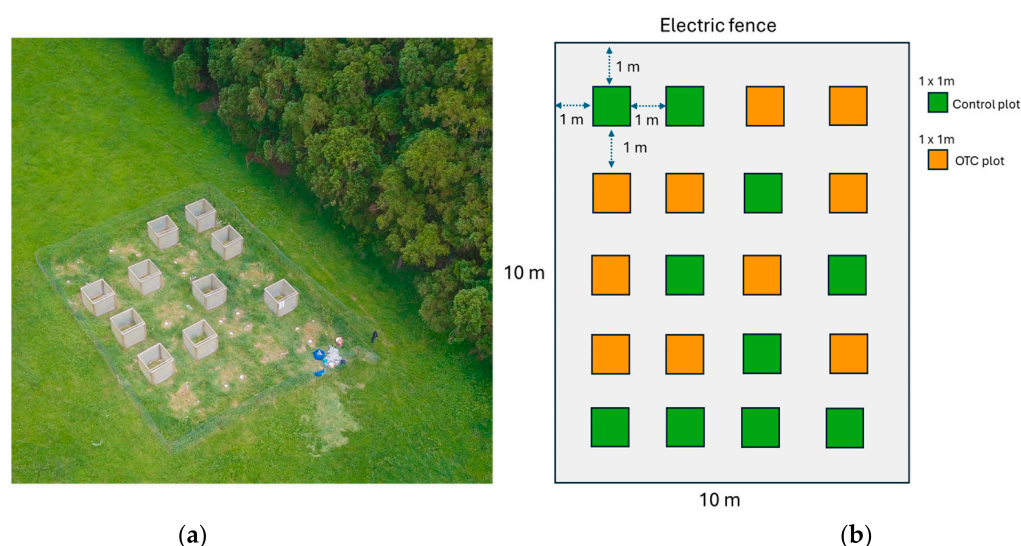 Electric fence
1 m
1 x 1m
Control plot
1 m
1 m
1 m
1 x 1m
OTC plot
10 m
10 m
(a)
(b)